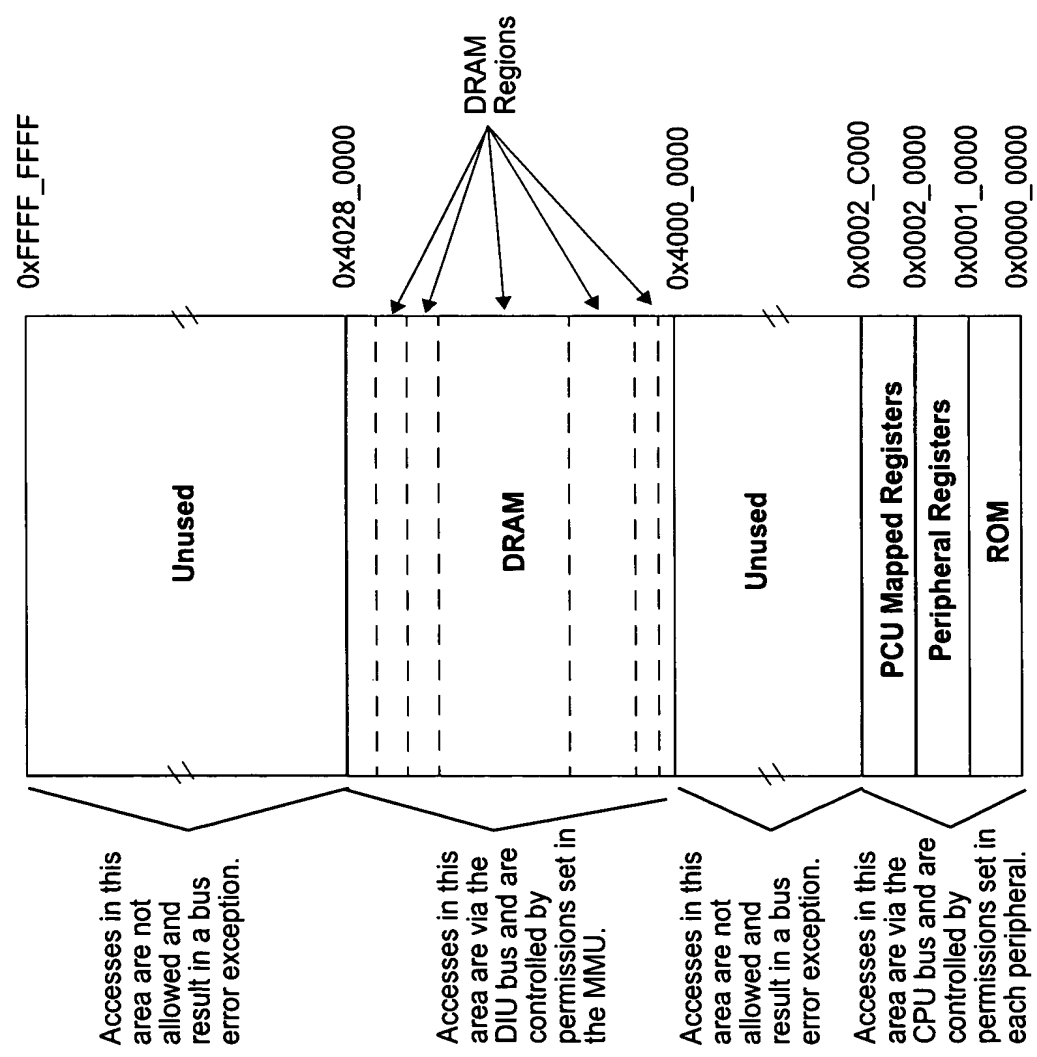 0xFFFF_FFFF
Unused
Accesses in this
area are not
allowed and
result in a bus
error exception.
0x4028_0000
DRAM
Regions
DRAM
Accesses in this
area are via the
DIU bus and are
controlled by
permissions set in
the MMU.
0x4000_0000
Unused
Accesses in this
area are not
allowed and
result in a bus
error exception.
0x0002_C000
PCU Mapped Registers
0x0002_0000
Peripheral Registers
0x0001_0000
ROM
0x0000_0000
Accesses in this
area are via the
CPU bus and are
controlled by
permissions set in
each peripheral.